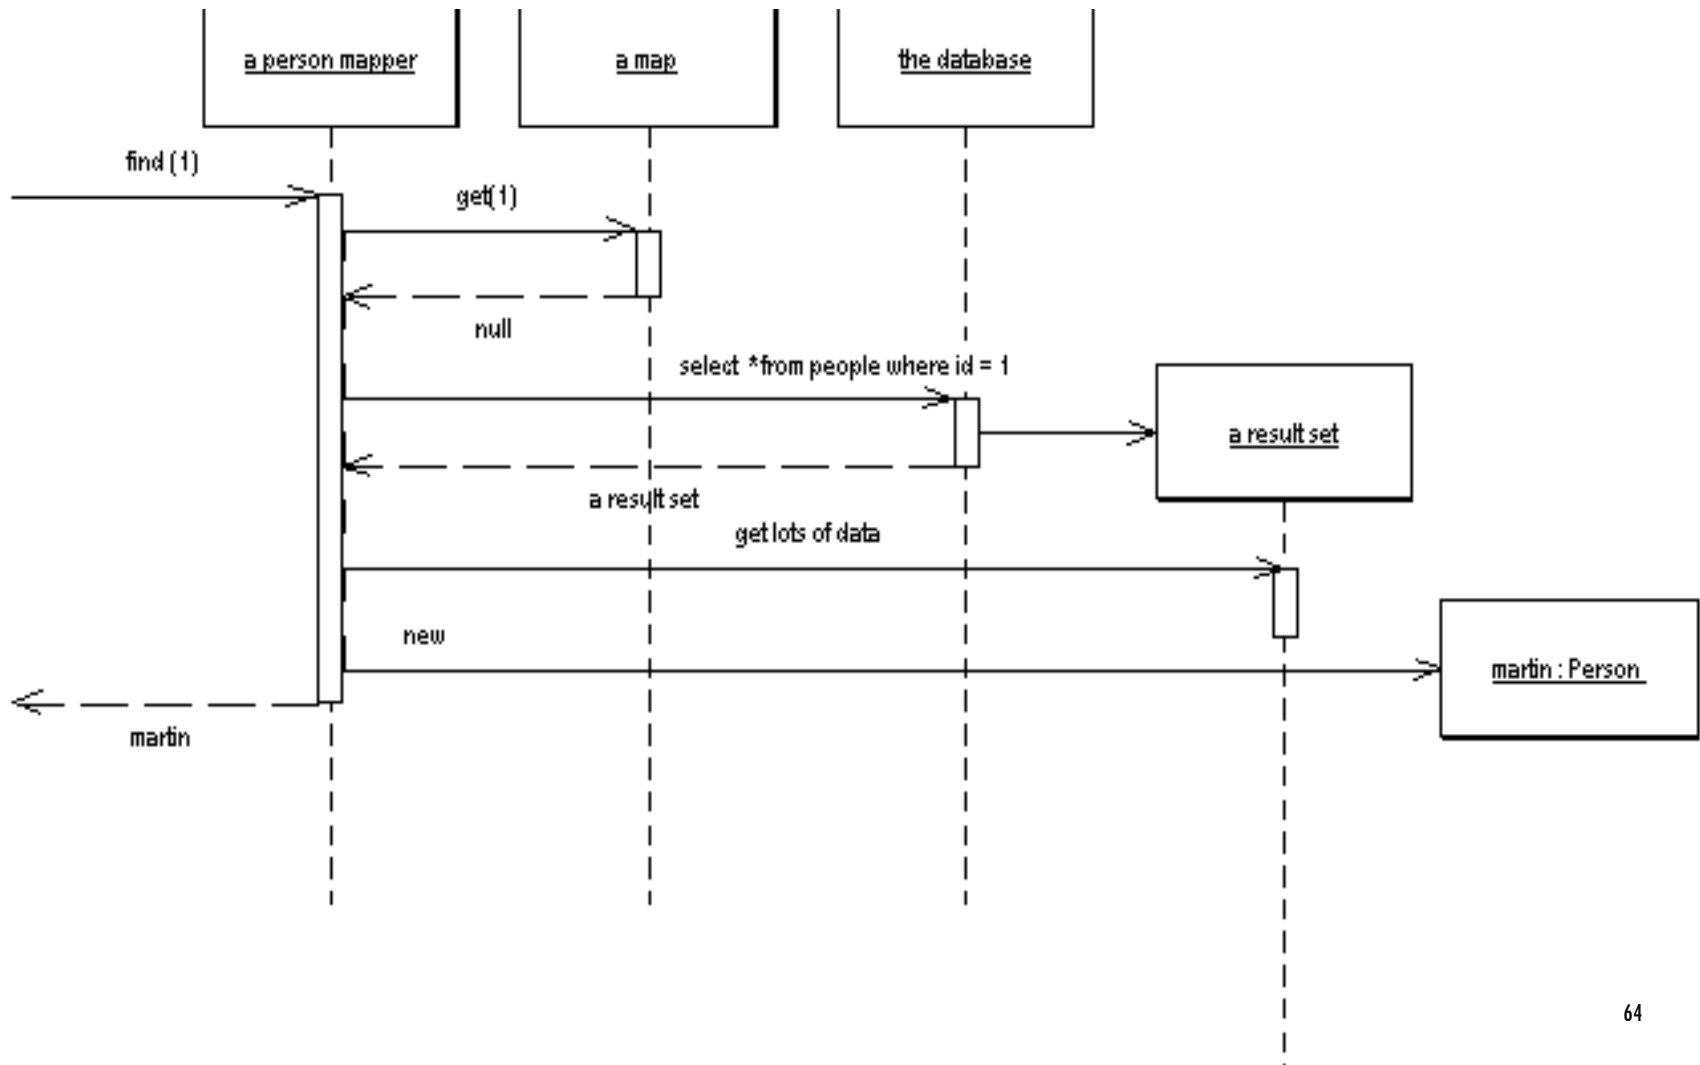 a person mapper
a map
the database
find (1)
get(1)
null
select *from people where id = 1
a result set
a result set
get lots of data
new
martin : Person
martin
64